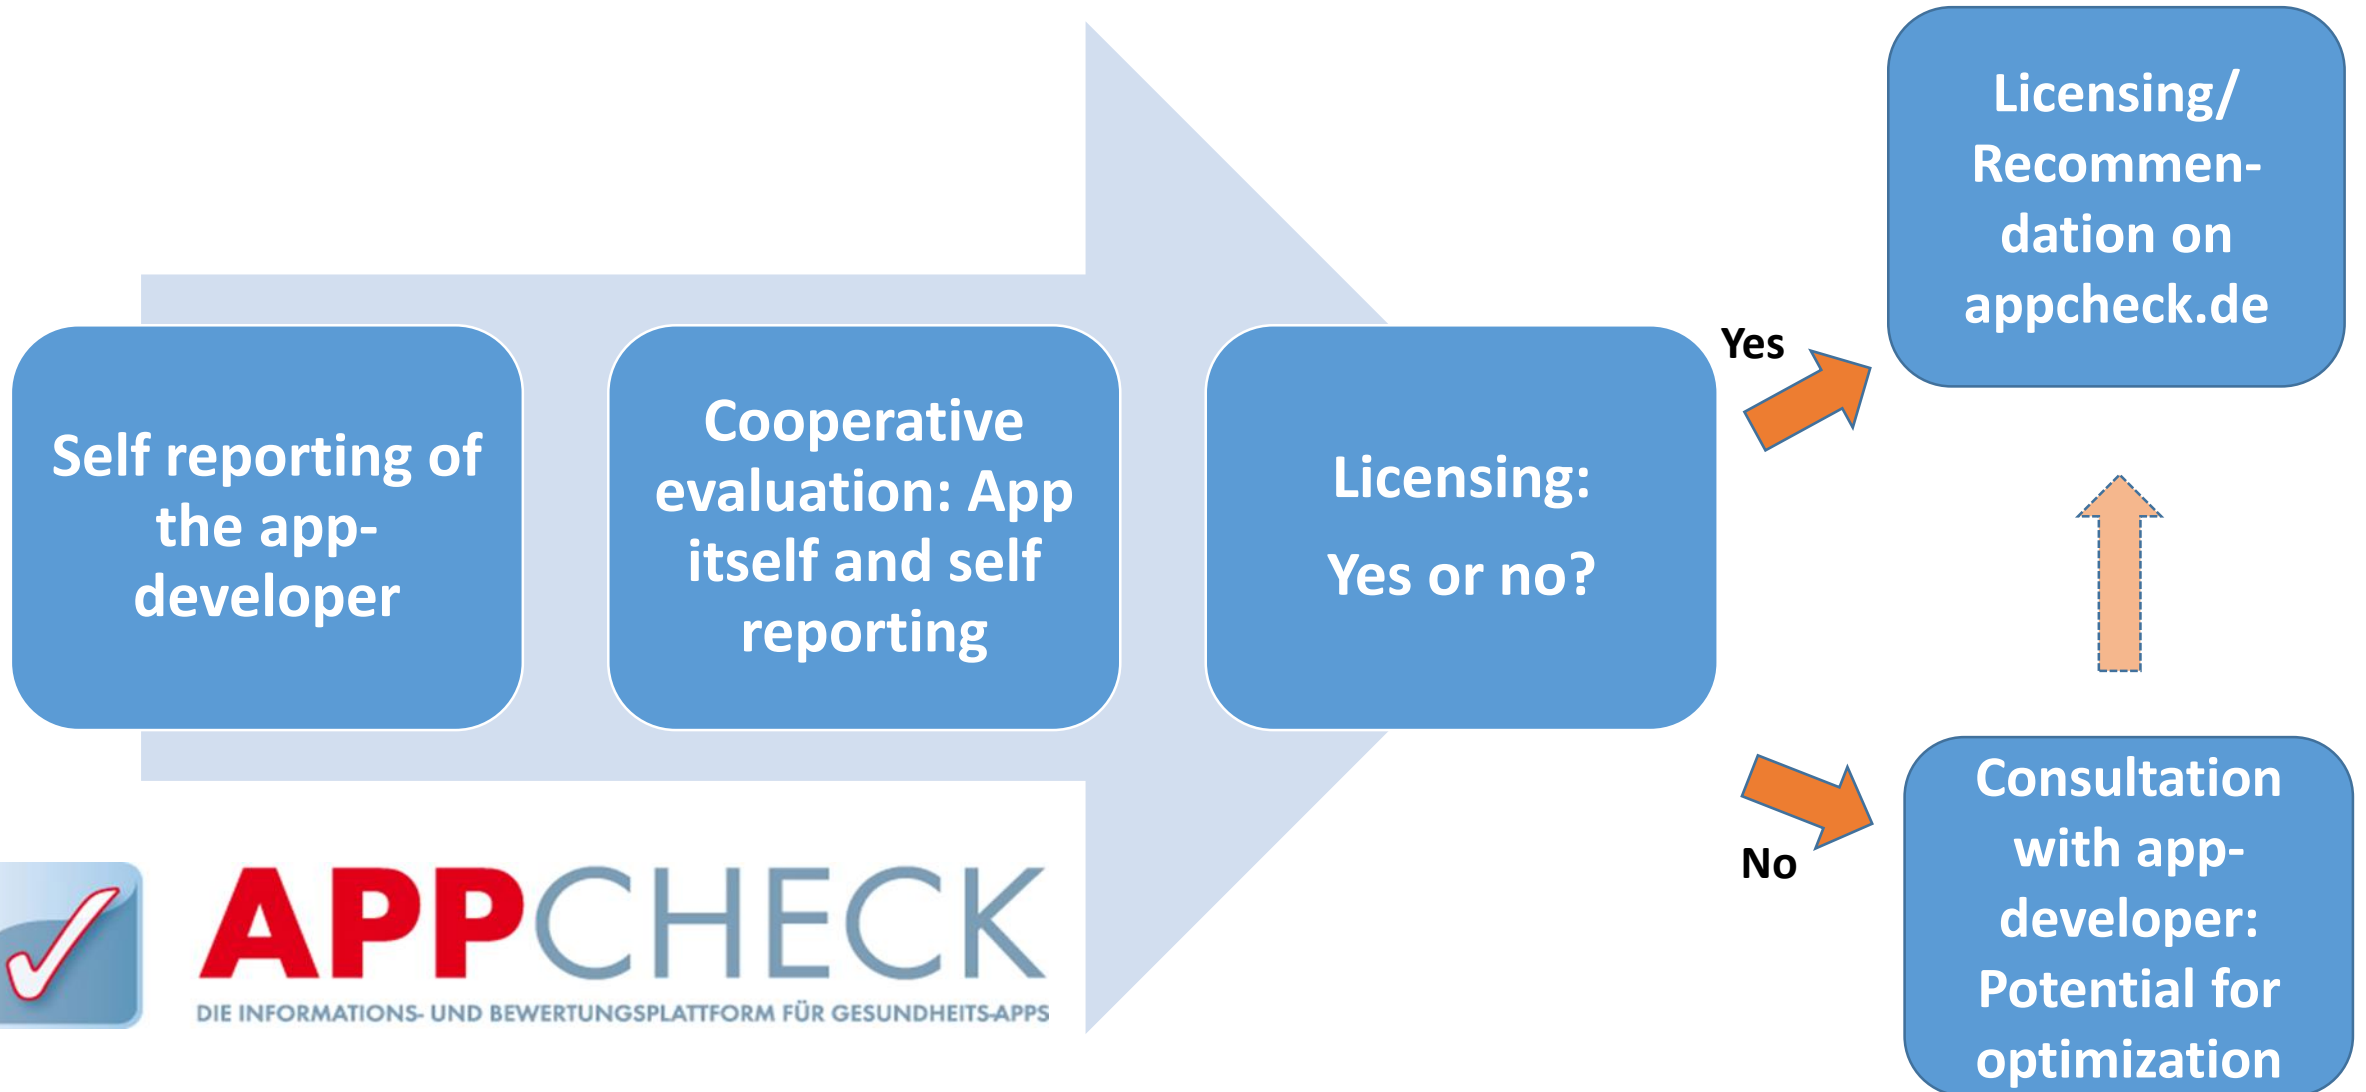 Self reporting of
the app-
developer
Cooperative
evaluation: App
itself and self
reporting
Licensing:
Yes or no?
Yes
Licensing/
Recommen-
dation on
appcheck.de
No
Consultation
with app-
developer:
Potential for
optimization
APPCHECK
DIE INFORMATIONS- UND BEWERTUNGSPLATTFORM FÜR GESUNDHEITS-APPS